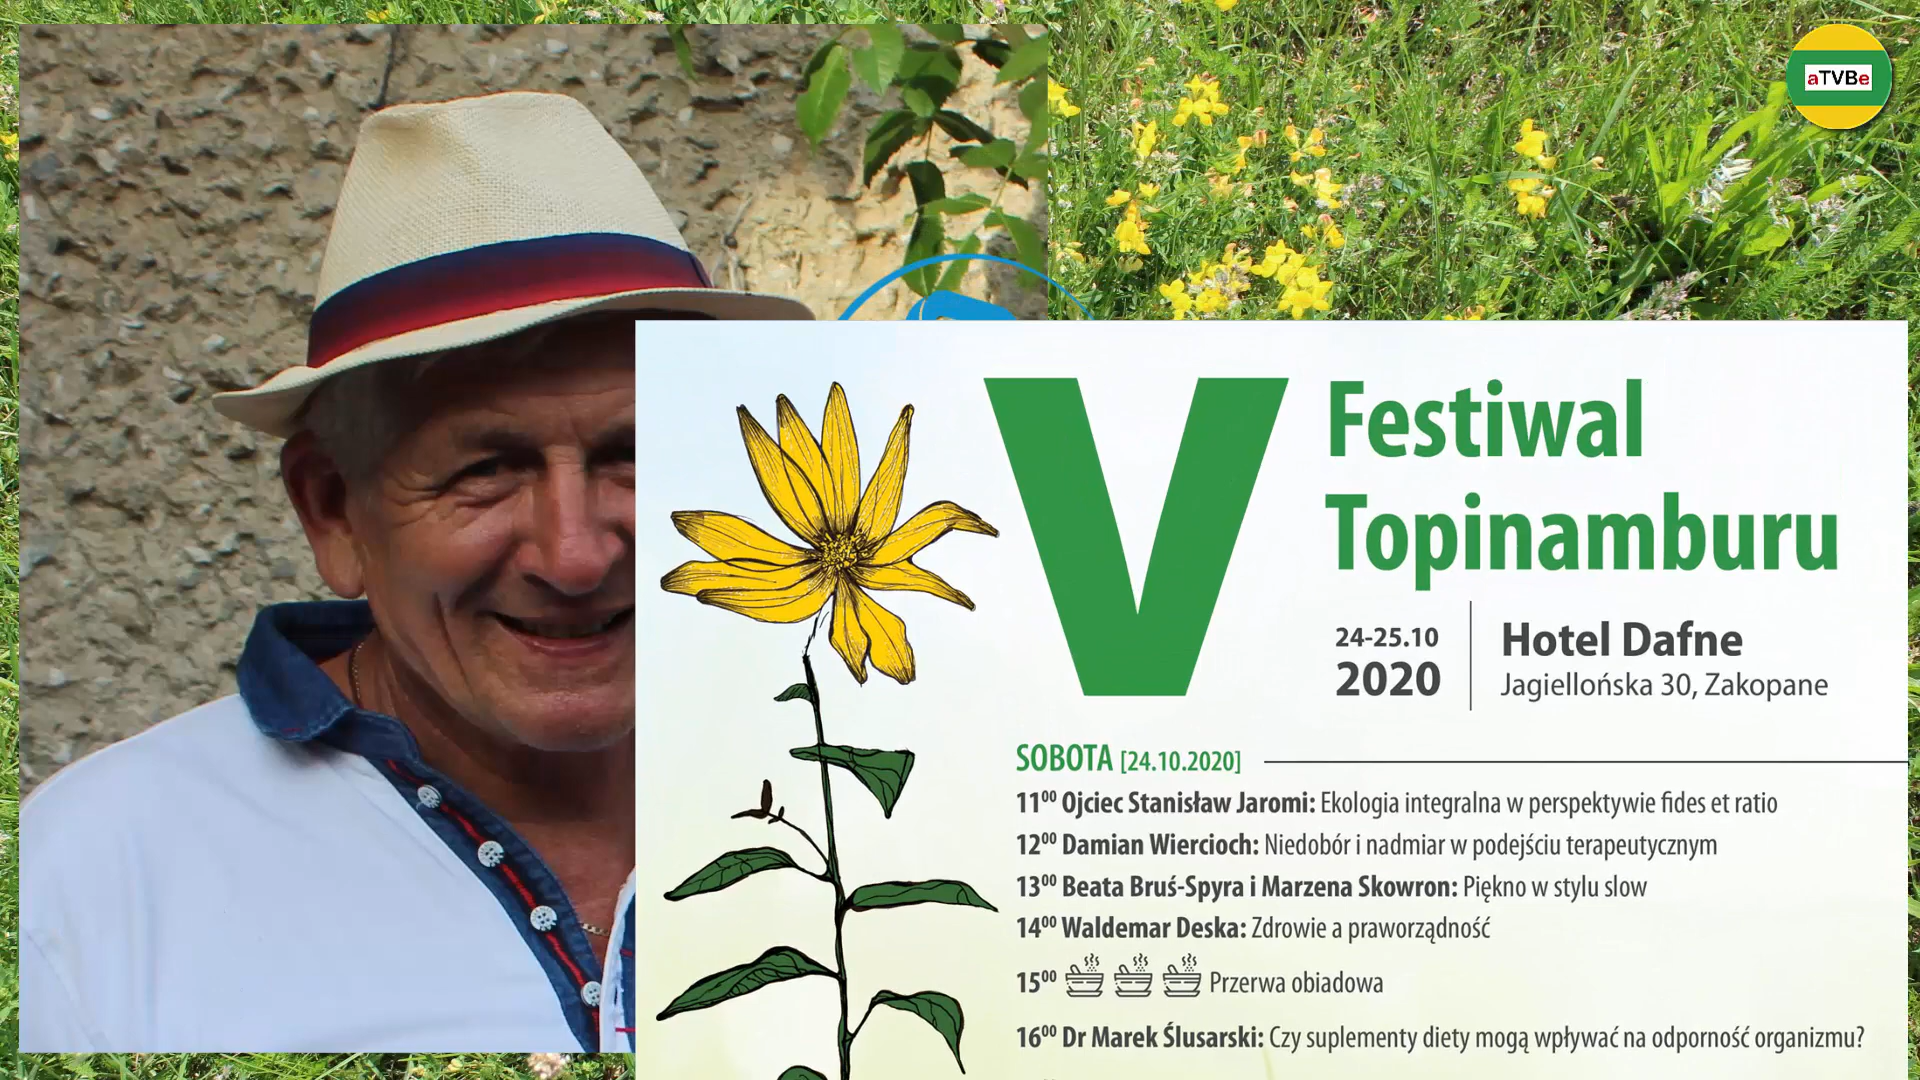 aTVBe
V
Festiwal
Topinamburu
24-25.10
2020
Hotel Dafne
Jagiellońska 30, Zakopane
SOBOTA [24.10.2020]
11⁰⁰ Ojciec Stanisław Jaromi: Ekologia integralna w perspektywie fides et ratio
12⁰⁰ Damian Wiercioch: Niedobór i nadmiar w podejściu terapeutycznym
13⁰⁰ Beata Bruś-Spyra i Marzena Skowron: Piękno w stylu slow
14⁰⁰ Waldemar Deska: Zdrowie a praworządność
15⁰⁰ Przerwa obiadowa
16⁰⁰ Dr Marek Ślusarski: Czy suplementy diety mogą wpływać na odporność organizmu?